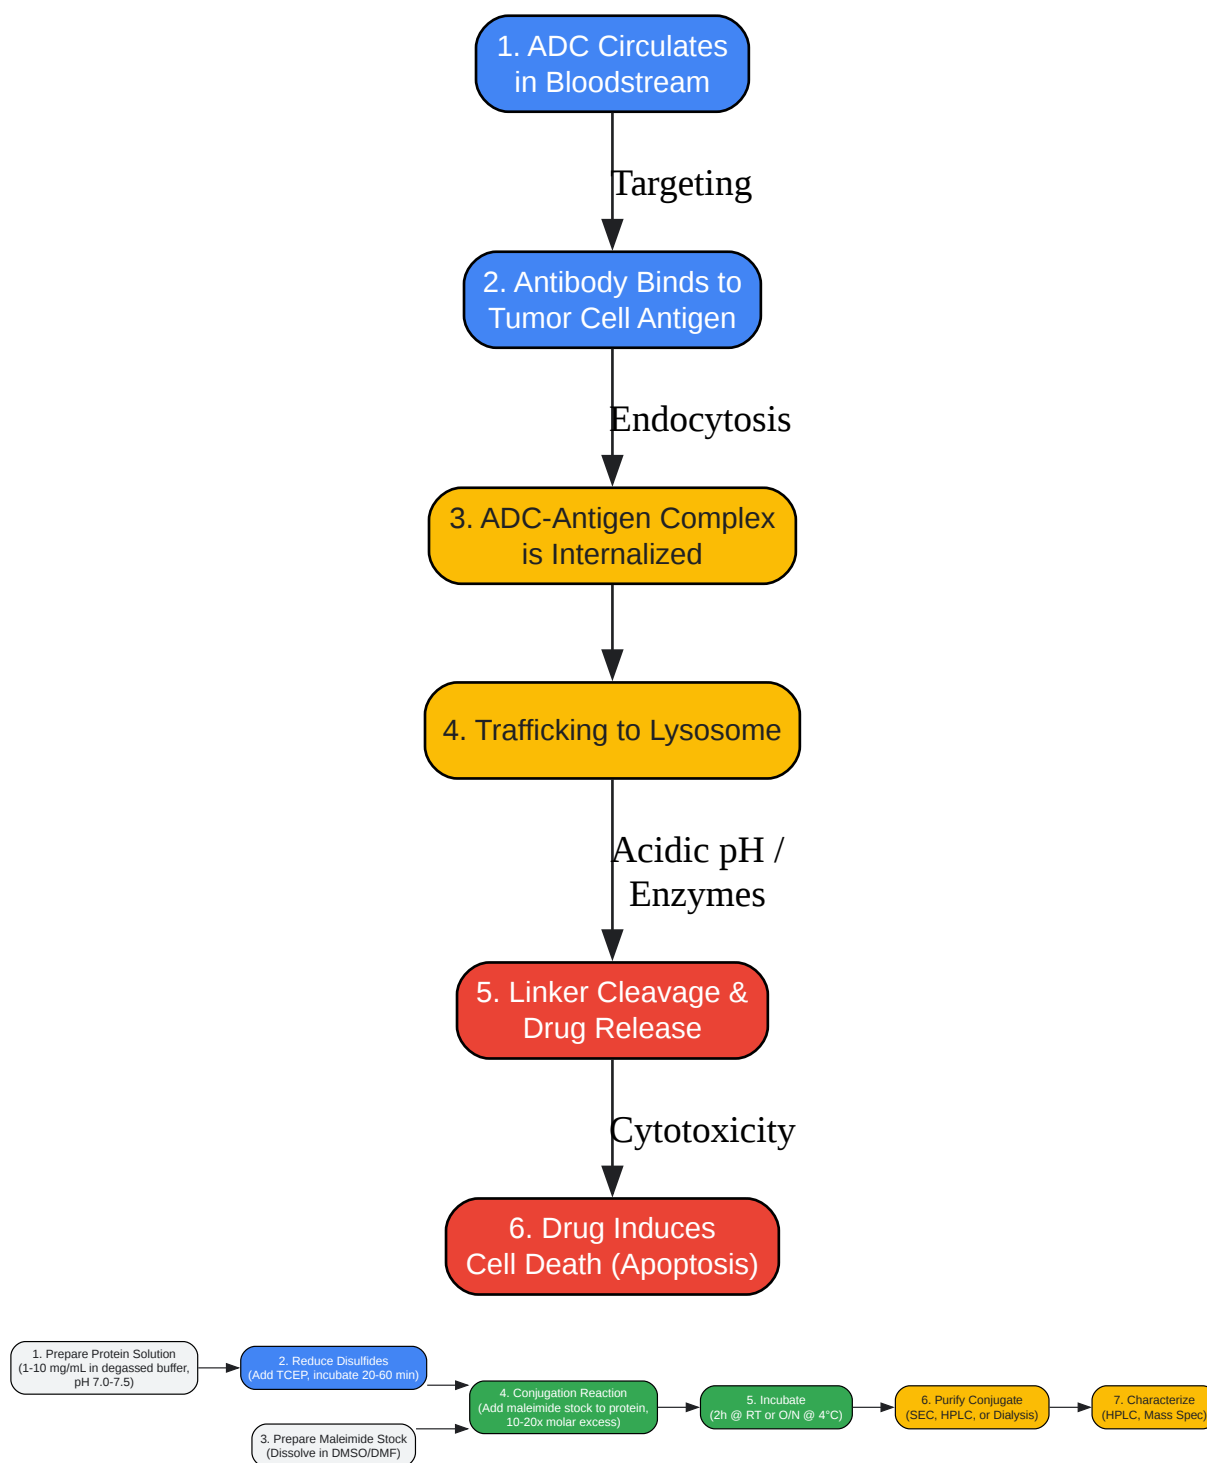 1. ADC Circulates
in Bloodstream
Targeting
2. Antibody Binds to
Tumor Cell Antigen
Endocytosis
3. ADC-Antigen Complex
is Internalized
4. Trafficking to Lysosome
Acidic pH /
Enzymes
5. Linker Cleavage &
Drug Release
Cytotoxicity
6. Drug Induces
Cell Death (Apoptosis)
1. Prepare Protein Solution
(1-10 mg/mL in degassed buffer,
pH 7.0-7.5)
2. Reduce Disulfides
(Add TCEP, incubate 20-60 min)
3. Prepare Maleimide Stock
(Dissolve in DMSO/DMF)
4. Conjugation Reaction
(Add maleimide stock to protein,
10-20x molar excess)
5. Incubate
(2h @ RT or O/N @ 4°C)
6. Purify Conjugate
(SEC, HPLC, or Dialysis)
7. Characterize
(HPLC, Mass Spec)